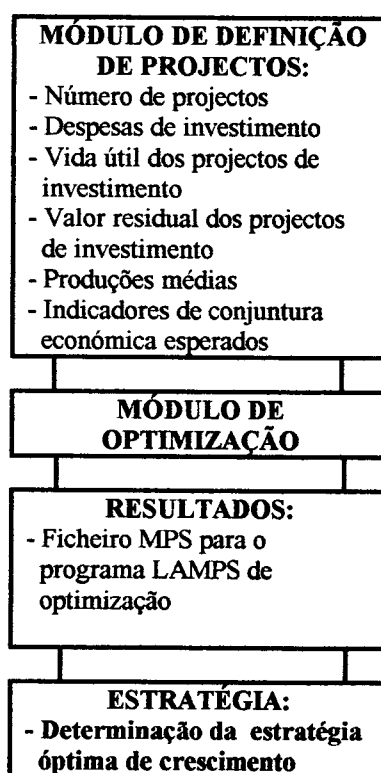 MÓDULO DE DEFINIÇÃO
DE PROJECTOS:
- Número de projectos
- Despesas de investimento
- Vida útil dos projectos de
investimento
- Valor residual dos projectos
de investimento
- Produções médias
- Indicadores de conjuntura
económica esperados
MÓDULO DE
OPTIMIZAÇÃO
RESULTADOS:
- Ficheiro MPS para o
programa LAMPS de
optimização
ESTRATÉGIA:
- Determinação da estratégia
óptima de crescimento